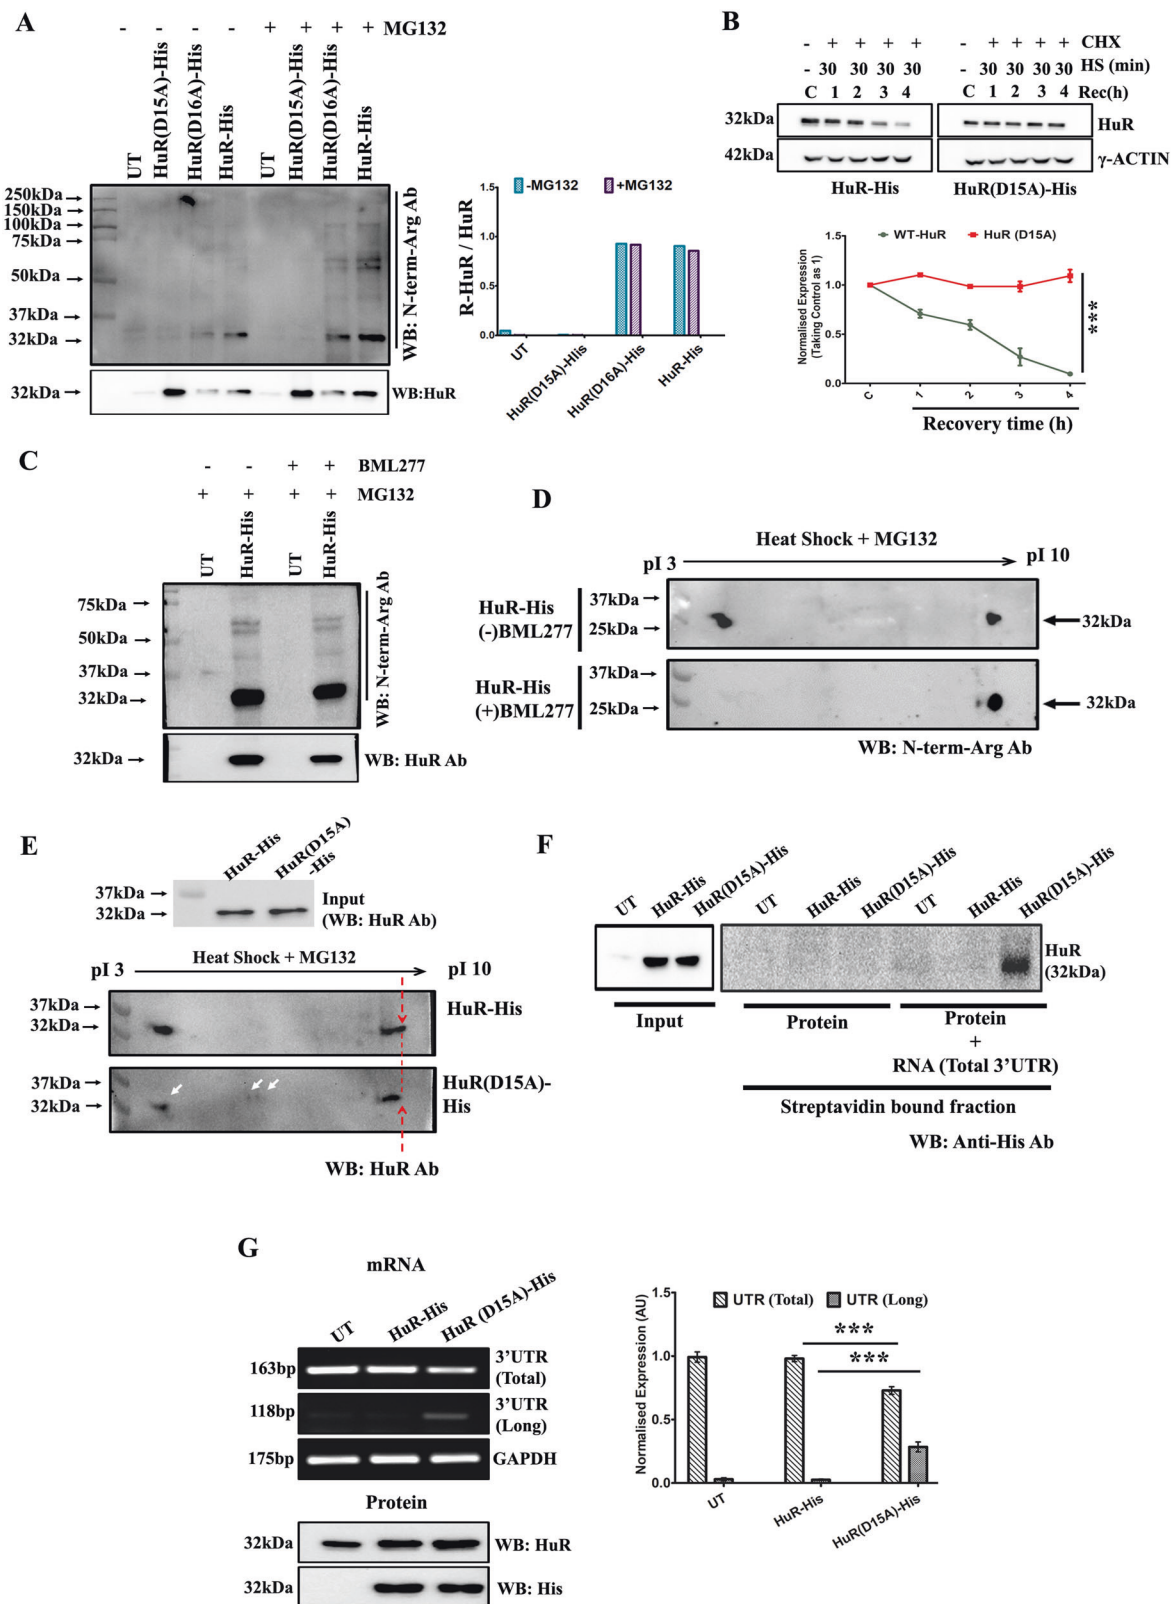 A
- - - - + + + + MG132
UT
HuR(D15A)-His
HuR(D16A)-His
HuR-His
UT
HuR(D15A)-His
HuR(D16A)-His
HuR-His
250kDa
150kDa
100kDa
75kDa
50kDa
37kDa
32kDa
WB: N-term-Arg Ab
32kDa
WB:HuR
R-HuR / HuR
-MG132 +MG132
1.5
1.0
0.5
0.0
UT
HuR(D15A)-His
HuR(D16A)-His
HuR-His
B
- + + + + - + + + + CHX
- 30 30 30 30 - 30 30 30 30 HS (min)
C 1 2 3 4 C 1 2 3 4 Rec(h)
32kDa HuR
42kDa γ-ACTIN
HuR-His HuR(D15A)-His
WT-HuR HuR (D15A)
Normalised Expression
(Taking Control as 1)
1.5
1.0
0.5
0.0
C 1 2 3 4
***
Recovery time (h)
C
- - + + BML277
+ + + + MG132
UT
HuR-His
UT
HuR-His
75kDa
50kDa
37kDa
32kDa
WB: N-term-Arg Ab
32kDa WB: HuR Ab
D
Heat Shock + MG132
pI 3 pI 10
HuR-His
(-)BML277
37kDa
25kDa
32kDa
HuR-His
(+)BML277
37kDa
25kDa
32kDa
WB: N-term-Arg Ab
E
HuR-His
HuR(D15A)
-His
37kDa
32kDa
Input
(WB: HuR Ab)
Heat Shock + MG132
pI 3 pI 10
37kDa
32kDa
HuR-His
37kDa
32kDa
HuR(D15A)-
His
WB: HuR Ab
F
UT
HuR-His
HuR(D15A)-His
UT
HuR-His
HuR(D15A)-His
UT
HuR-His
HuR(D15A)-His
HuR
(32kDa)
Input Protein Protein
+
RNA (Total 3'UTR)
Streptavidin bound fraction
WB: Anti-His Ab
G
mRNA
UT
HuR-His
HuR (D15A)-His
163bp 3'UTR
(Total)
118bp 3'UTR
(Long)
175bp GAPDH
Protein
32kDa WB: HuR
32kDa WB: His
UTR (Total) UTR (Long)
Normalised Expression (AU)
1.5
1.0
0.5
0.0
***
***
UT
HuR-His
HuR(D15A)-His